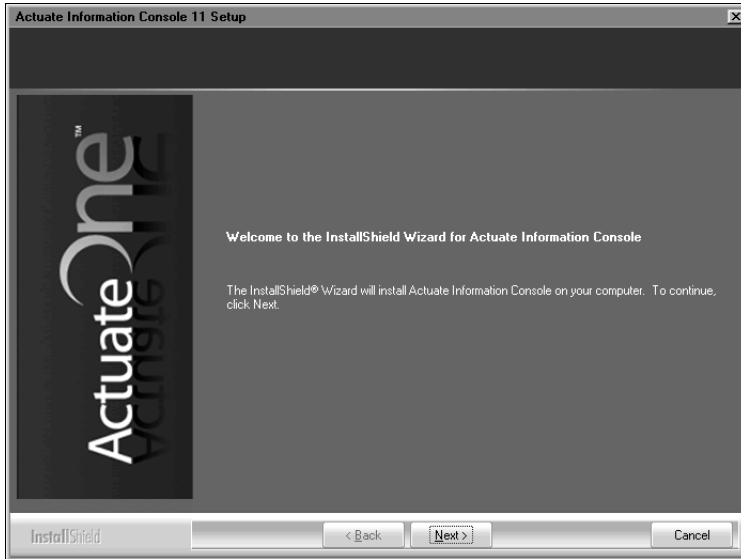 Actuate Information Console 11 Setup
ActuateOne™
Welcome to the InstallShield Wizard for Actuate Information Console
The InstallShield® Wizard will install Actuate Information Console on your computer. To continue,
click Next.
InstallShield
< Back
Next >
Cancel